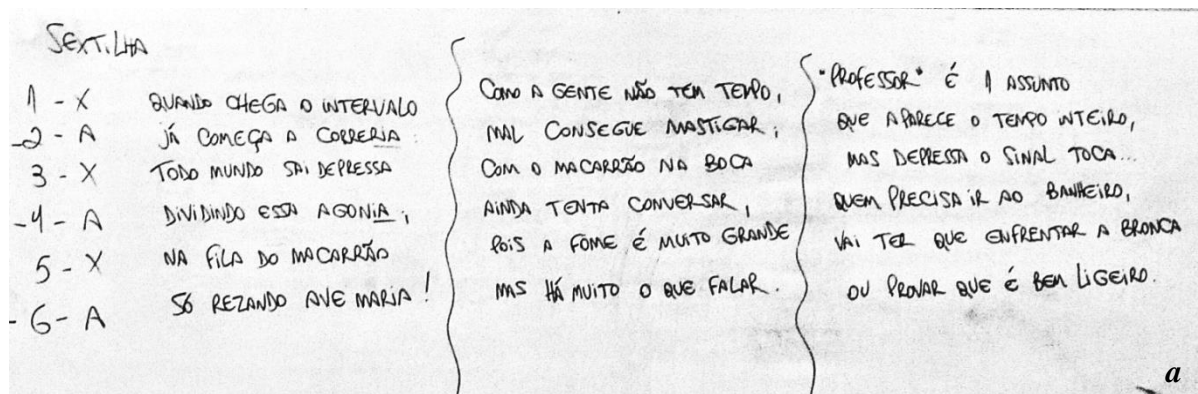 SEXTILHA
1 - X QUANDO CHEGA O INTERVALO
2 - A JÁ COMEÇA A CORRERIA
3 - X TODO MUNDO SAI DEPRESSA
4 - A DIVIDINDO ESSA AGONIA;
5 - X NA FILA DO MACARRÃO
6 - A SÓ REZANDO AVE MARIA!
COMO A GENTE NÃO TEM TEMPO,
MAL CONSEGUE MASTIGAR;
COM O MACARRÃO NA BOCA
AINDA TENTA CONVERSAR,
POIS A FOME É MUITO GRANDE
MAS HÁ MUITO O QUE FALAR.
"PROFESSOR" É 1 ASSUNTO
QUE APARECE O TEMPO INTEIRO,
MAS DEPRESSA O SINAL TOCA...
QUEM PRECISA IR AO BANHEIRO,
VAI TER QUE ENFRENTAR A BRONCA
OU PROVAR QUE É BEM LIGEIRO.
a